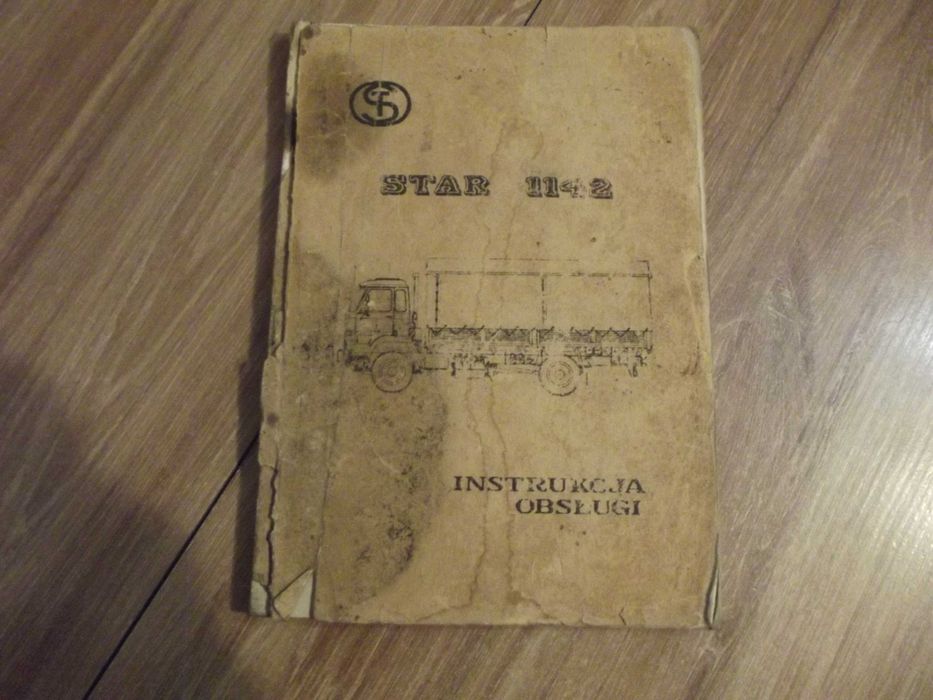 STAR 1142
INSTRUKCJA
OBSŁUGI